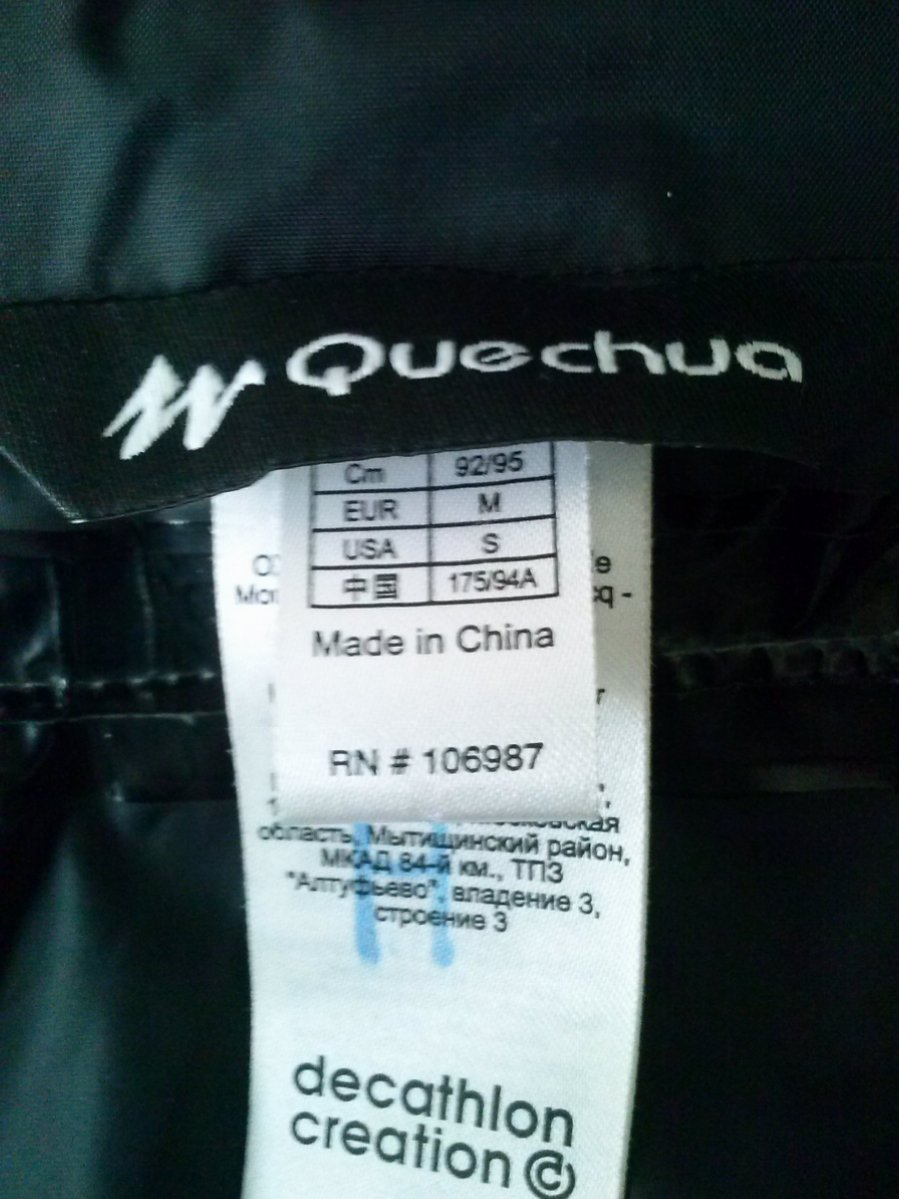 Quechua
Cm 92/95
EUR M
USA S
中国 175/94A
Made in China
RN # 106987
область, Мытищинский район,
МКАД 84-й км., ТПЗ
"Алтуфьево", владение 3,
строение 3
decathlon
creation